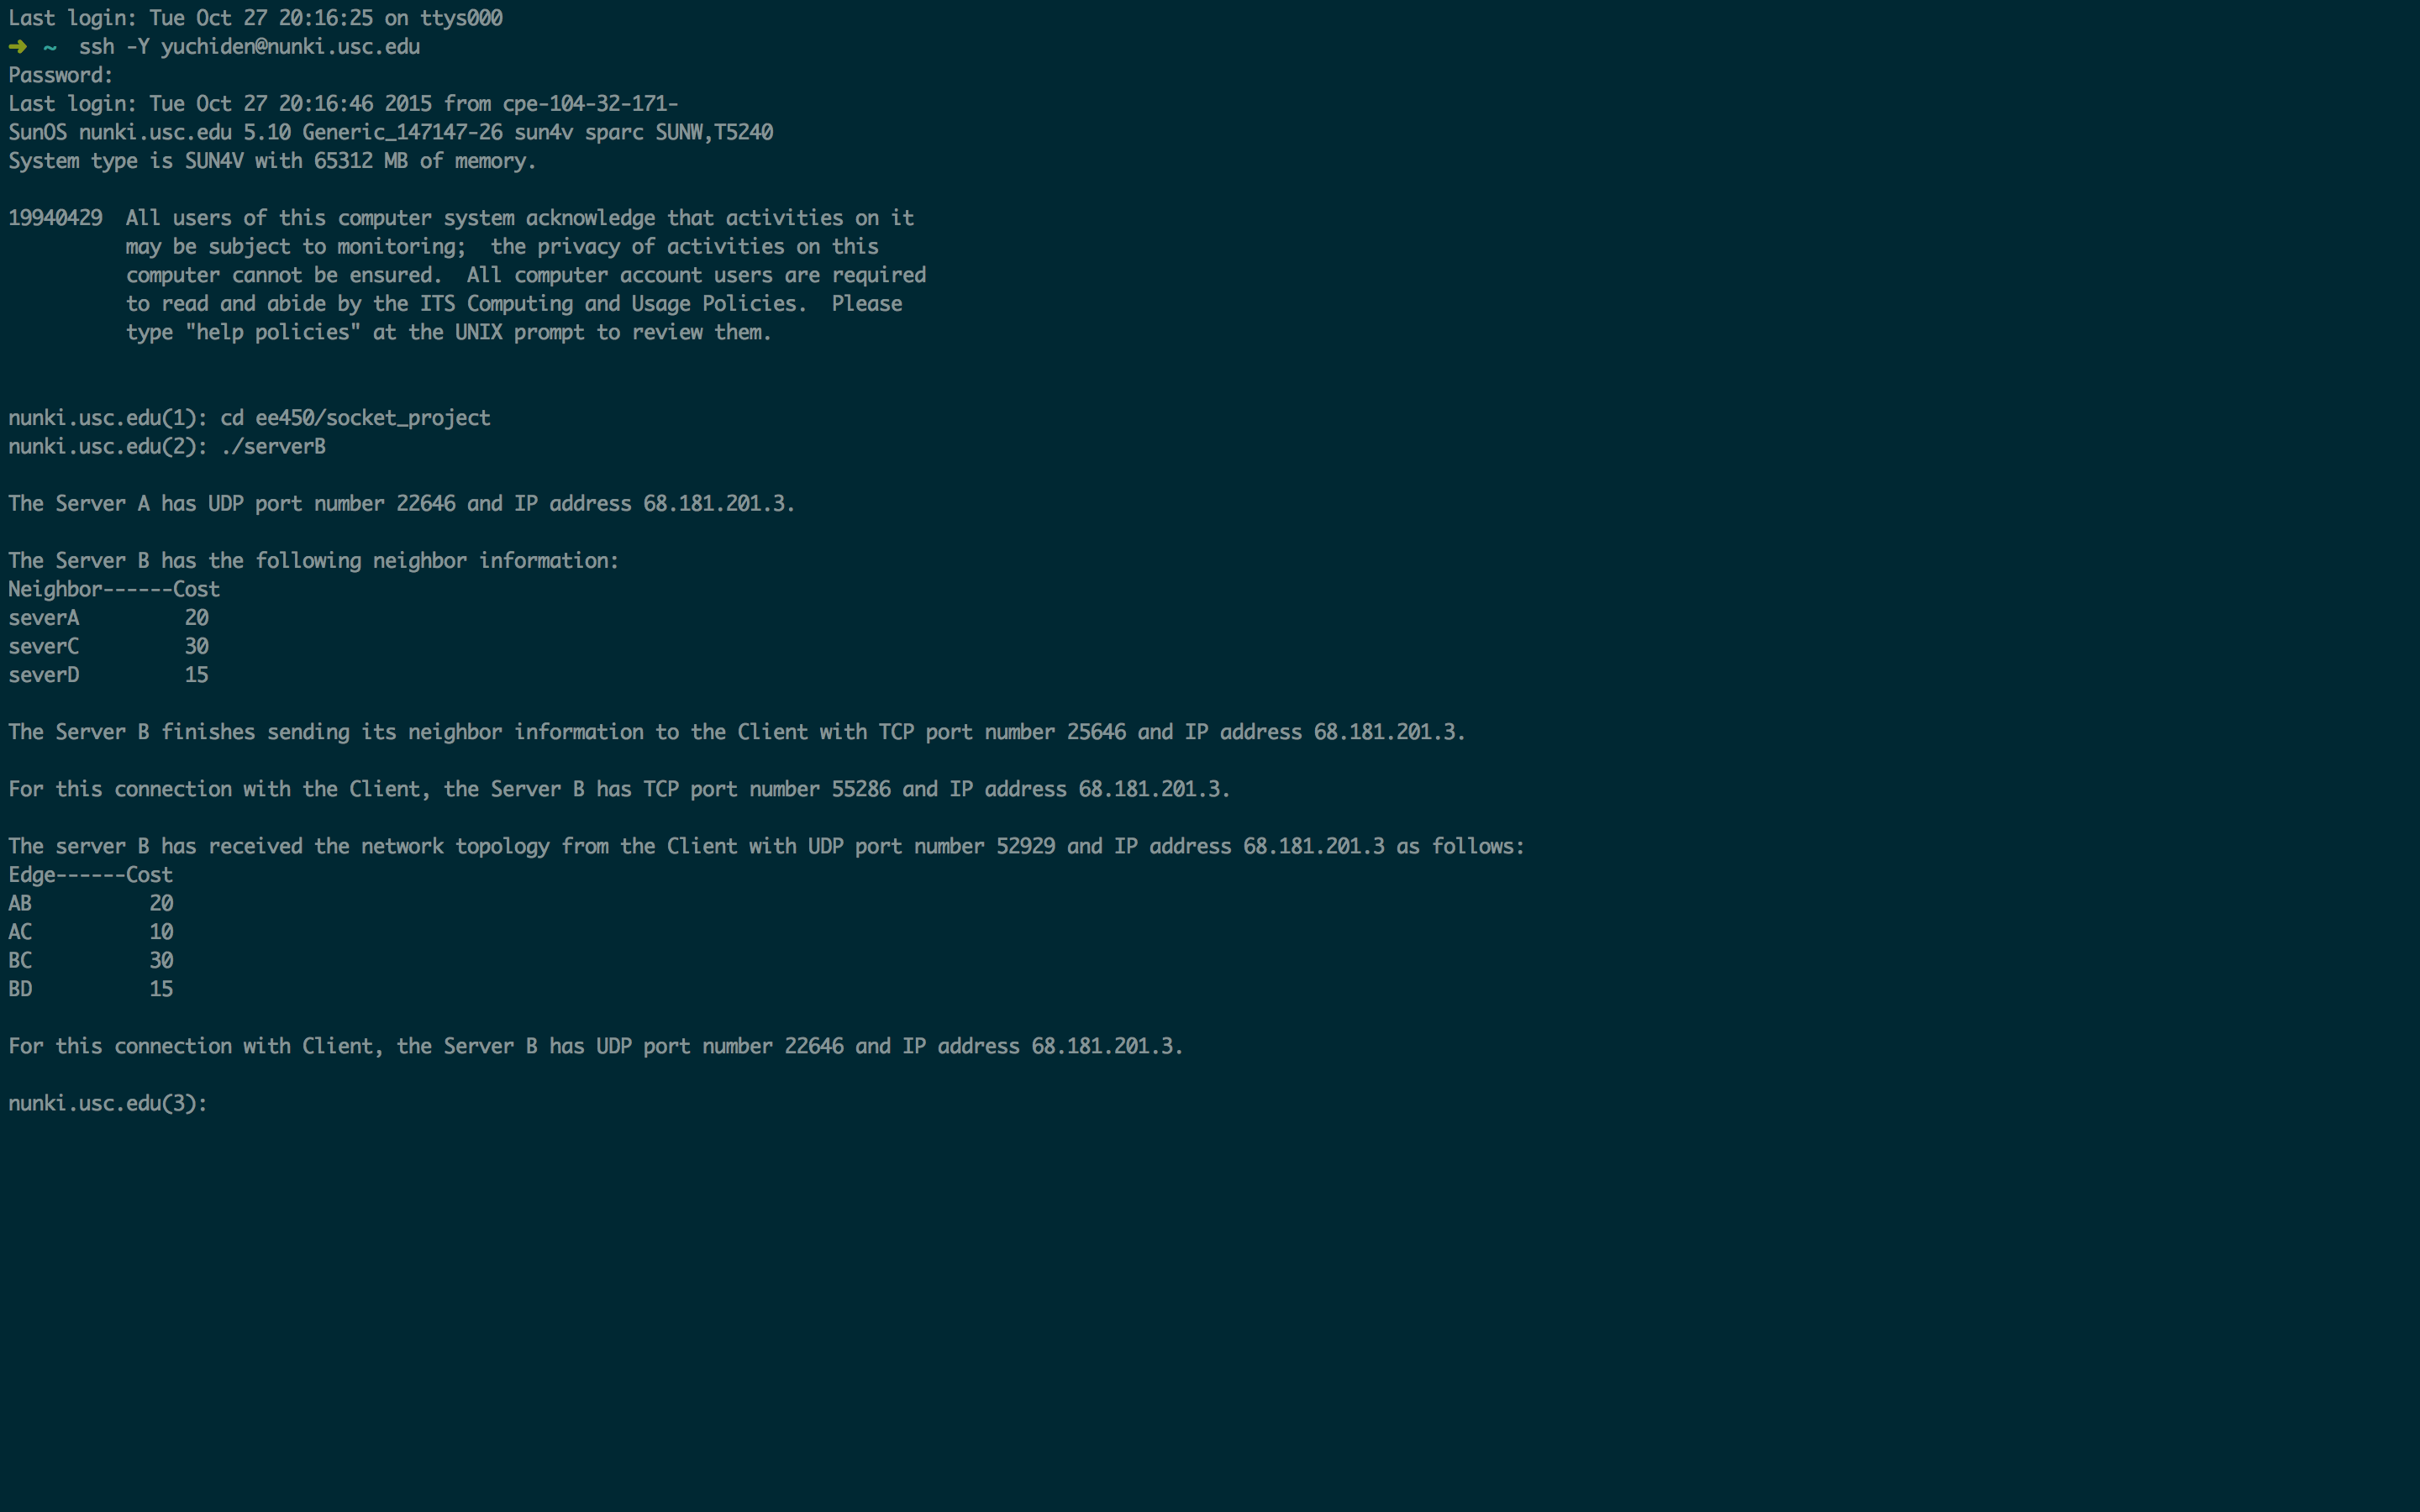 Last login: Tue Oct 27 20:16:25 on ttys000
➜  ~  ssh -Y yuchiden@nunki.usc.edu
Password:
Last login: Tue Oct 27 20:16:46 2015 from cpe-104-32-171-
SunOS nunki.usc.edu 5.10 Generic_147147-26 sun4v sparc SUNW,T5240
System type is SUN4V with 65312 MB of memory.

19940429  All users of this computer system acknowledge that activities on it
          may be subject to monitoring;  the privacy of activities on this
          computer cannot be ensured.  All computer account users are required
          to read and abide by the ITS Computing and Usage Policies.  Please
          type "help policies" at the UNIX prompt to review them.

nunki.usc.edu(1): cd ee450/socket_project
nunki.usc.edu(2): ./serverB

The Server A has UDP port number 22646 and IP address 68.181.201.3.

The Server B has the following neighbor information:
Neighbor------Cost
severA         20
severC         30
severD         15

The Server B finishes sending its neighbor information to the Client with TCP port number 25646 and IP address 68.181.201.3.

For this connection with the Client, the Server B has TCP port number 55286 and IP address 68.181.201.3.

The server B has received the network topology from the Client with UDP port number 52929 and IP address 68.181.201.3 as follows:
Edge------Cost
AB          20
AC          10
BC          30
BD          15

For this connection with Client, the Server B has UDP port number 22646 and IP address 68.181.201.3.

nunki.usc.edu(3):